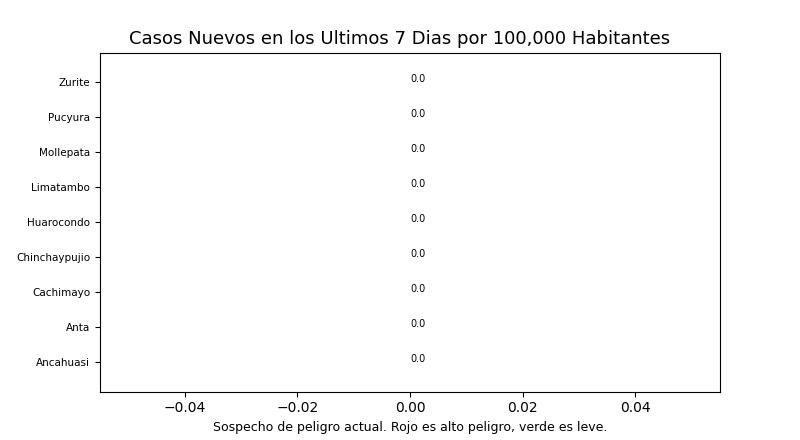 Casos Nuevos en los Ultimos 7 Dias por 100,000 Habitantes
Zurite 0.0
Pucyura 0.0
Mollepata 0.0
Limatambo 0.0
Huarocondo 0.0
Chinchaypujio 0.0
Cachimayo 0.0
Anta 0.0
Ancahuasi 0.0
−0.04 −0.02 0.00 0.02 0.04
Sospecho de peligro actual. Rojo es alto peligro, verde es leve.